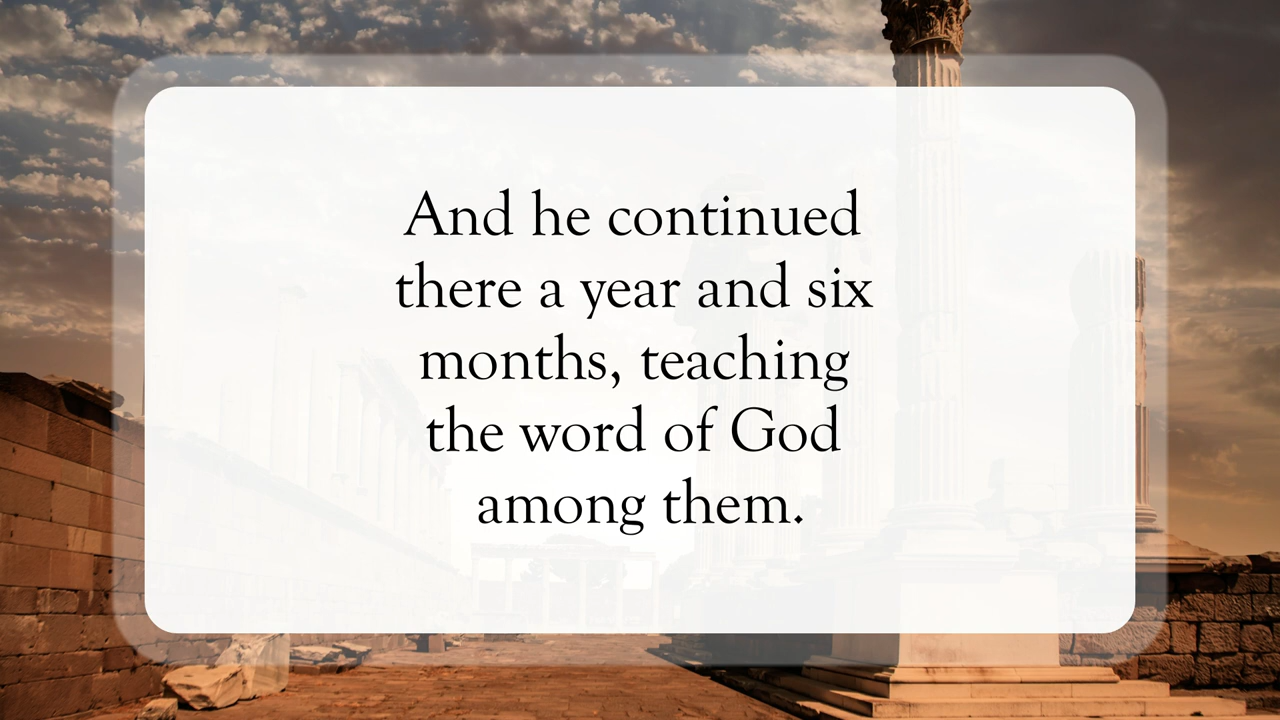 And he continued
there a year and six
months, teaching
the word of God
among them.